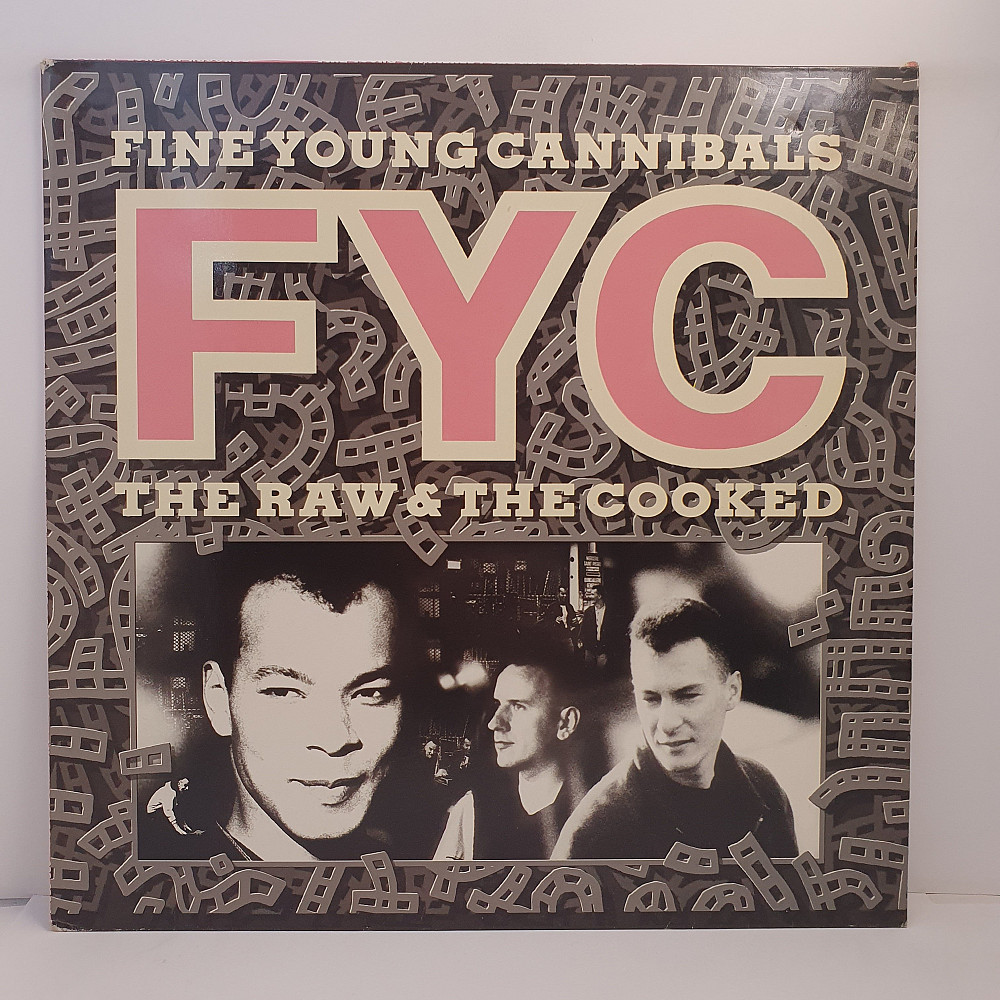 FINE YOUNG CANNIBALS
FYC
THE RAW & THE COOKED